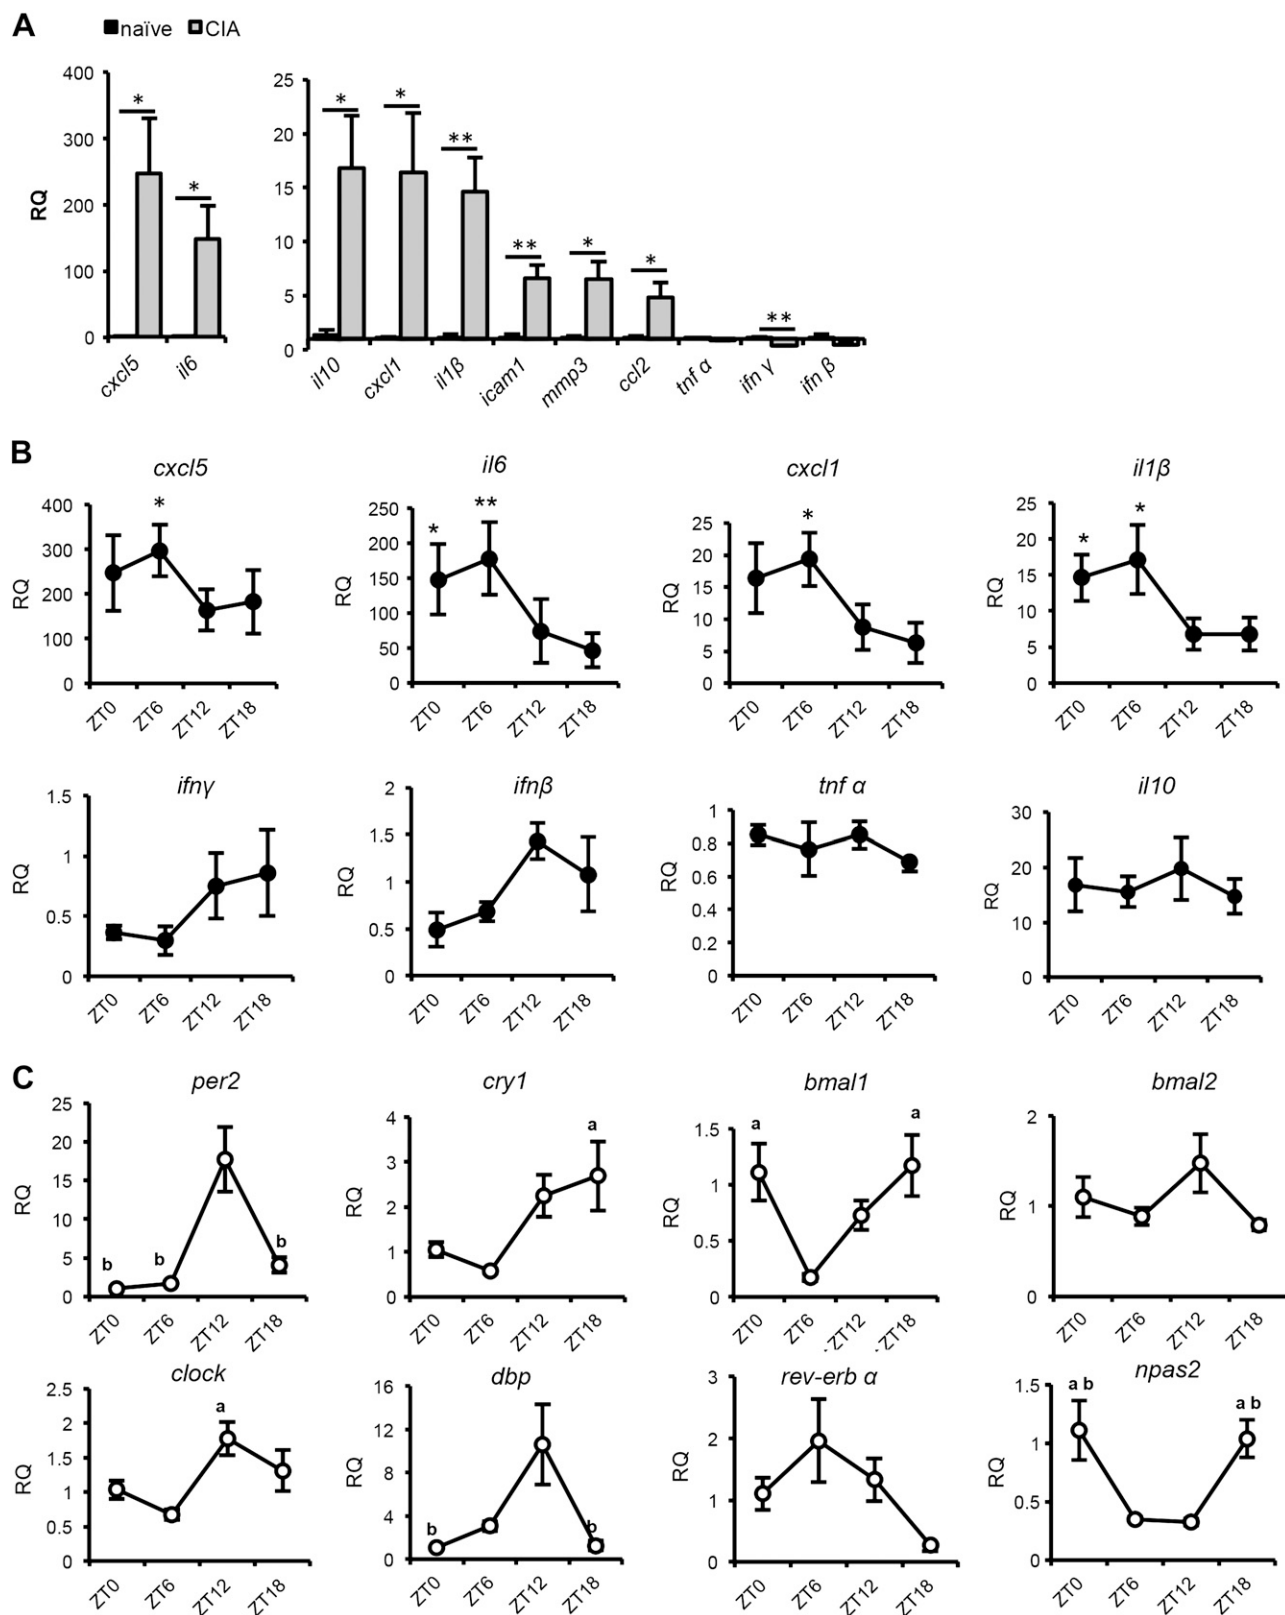 A
naïve CIA
RQ
400
300
200
100
0
* *
cxcl5 il6
25
20
15
10
5
0
* * ** ** * * **
il10 cxcl1 il1β icam1 mmp3 ccl2 tnf α ifn γ ifn β
B
cxcl5
RQ
400
300
200
100
0
*
ZT0 ZT6 ZT12 ZT18
il6
RQ
250
200
150
100
50
0
* **
ZT0 ZT6 ZT12 ZT18
cxcl1
RQ
25
20
15
10
5
0
*
ZT0 ZT6 ZT12 ZT18
il1β
RQ
25
20
15
10
5
0
* *
ZT0 ZT6 ZT12 ZT18
ifnγ
RQ
1.5
1
0.5
0
ZT0 ZT6 ZT12 ZT18
ifnβ
RQ
2
1.5
1
0.5
0
ZT0 ZT6 ZT12 ZT18
tnf α
RQ
1
0.8
0.6
0.4
0.2
0
ZT0 ZT6 ZT12 ZT18
il10
RQ
30
20
10
0
ZT0 ZT6 ZT12 ZT18
C
per2
RQ
25
20
15
10
5
0
b b b
ZT0 ZT6 ZT12 ZT18
cry1
RQ
4
3
2
1
0
a
ZT0 ZT6 ZT12 ZT18
bmal1
RQ
1.5
1
0.5
0
a a
ZT0 ZT6 ZT12 ZT18
bmal2
RQ
2
1
0
ZT0 ZT6 ZT12 ZT18
clock
RQ
2.5
2
1.5
1
0.5
0
a
ZT0 ZT6 ZT12 ZT18
dbp
RQ
16
12
8
4
0
b b
ZT0 ZT6 ZT12 ZT18
rev-erb α
RQ
3
2
1
0
ZT0 ZT6 ZT12 ZT18
npas2
RQ
1.5
1
0.5
0
a b a b
ZT0 ZT6 ZT12 ZT18